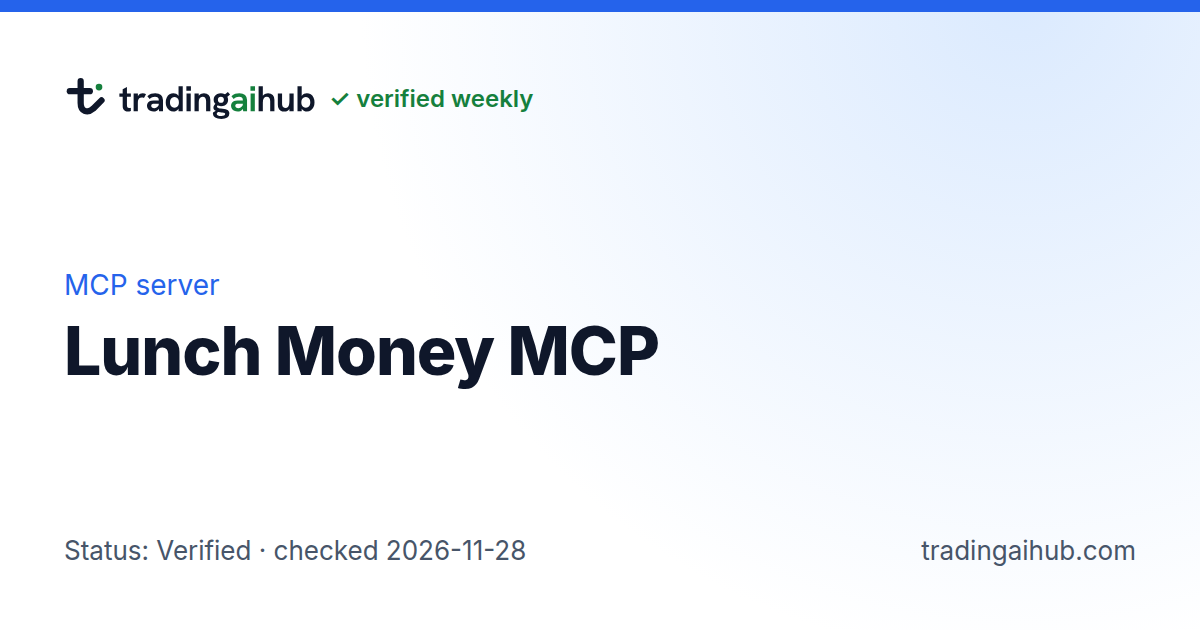 tradingaihub ✓ verified weekly
MCP server
Lunch Money MCP
Status: Verified · checked 2026-11-28
tradingaihub.com